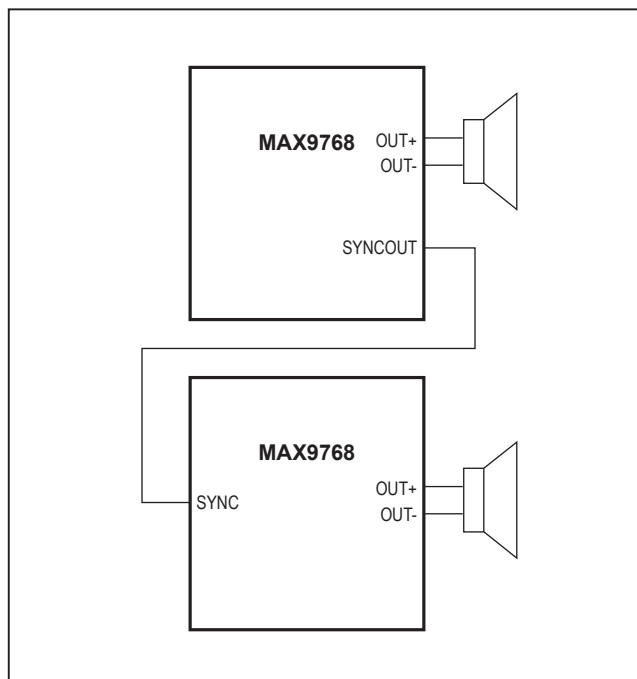 MAX9768
OUT+
OUT-
SYNCOUT
MAX9768
SYNC
OUT+
OUT-